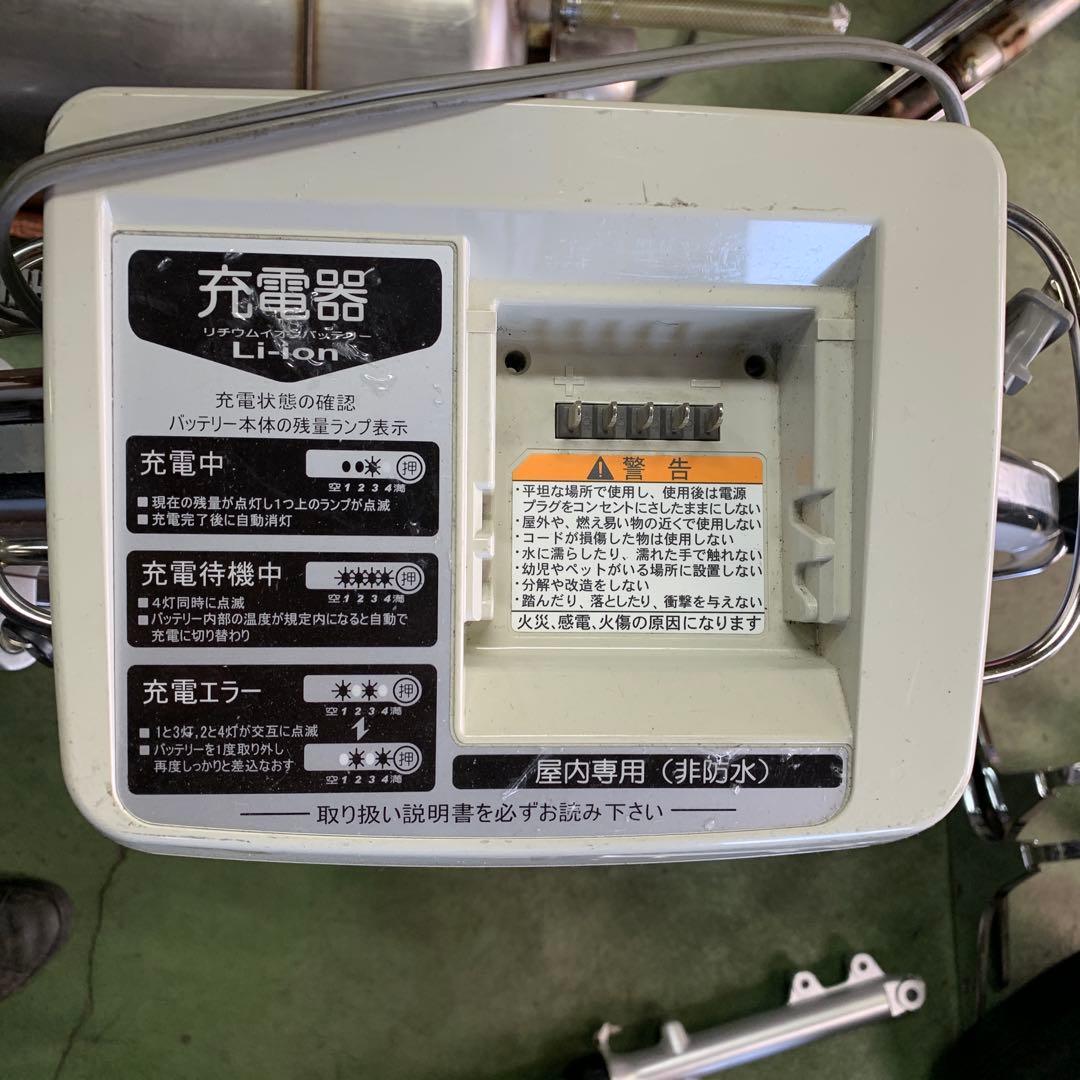 充電器
リチウムイオンバッテリー
Li-ion
充電状態の確認
バッテリー本体の残量ランプ表示
充電中
押
空1234満
■現在の残量が点灯し1つ上のランプが点滅
■充電完了後に自動消灯
充電待機中
押
空1234満
■4灯同時に点滅
■バッテリー内部の温度が規定内になると自動で
充電に切り替わり
充電エラー
押
空1234満
■1と3灯,2と4灯が交互に点滅
■バッテリーを1度取り外し
再度しっかりと差込なおす
押
空1234満
+ −
警告
・平坦な場所で使用し、使用後は電源
プラグをコンセントにさしたままにしない
・屋外や、燃え易い物の近くで使用しない
・コードが損傷した物は使用しない
・水に濡らしたり、濡れた手で触れない
・幼児やペットがいる場所に設置しない
・分解や改造をしない
・踏んだり、落としたり、衝撃を与えない
火災、感電、火傷の原因になります
屋内専用（非防水）
取り扱い説明書を必ずお読み下さい